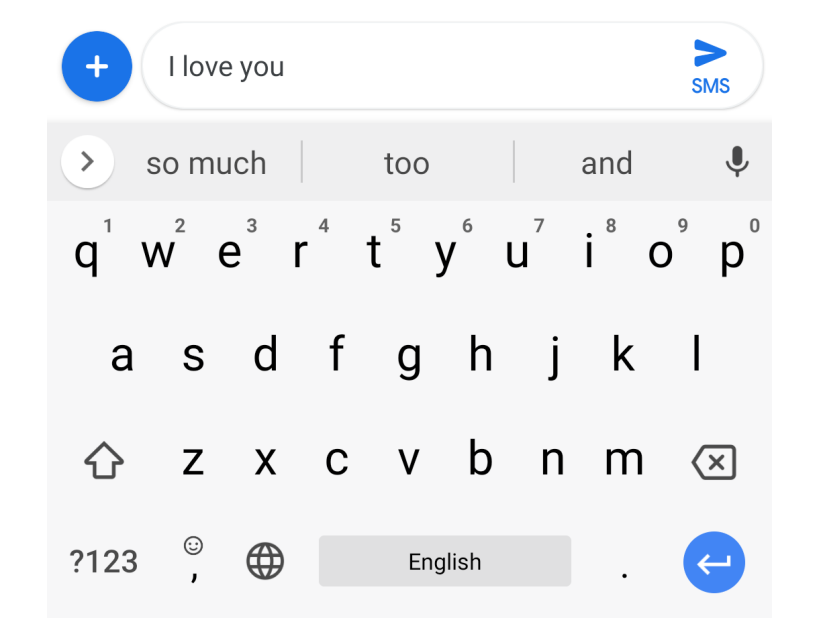 I love you
SMS
so much too and
1 2 3 4 5 6 7 8 9 0
q w e r t y u i o p
a s d f g h j k l
z x c v b n m
?123 , English .